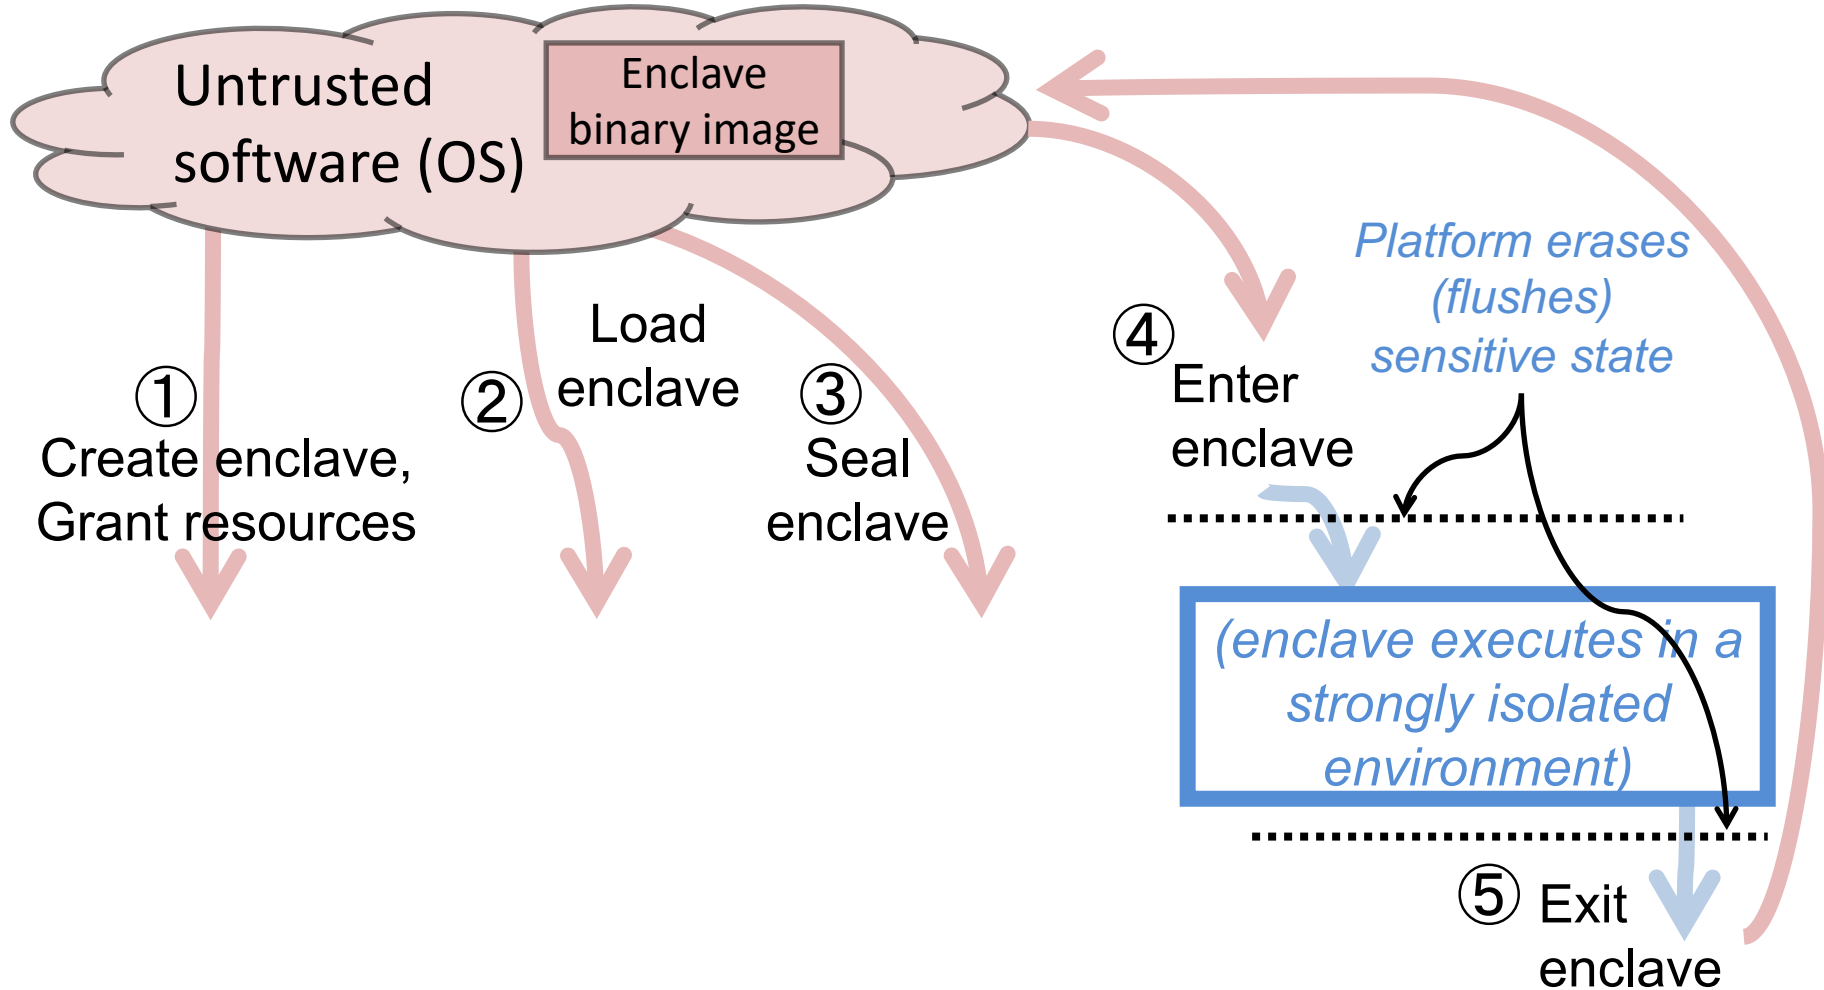 Untrusted
software (OS)
Enclave
binary image
①
Create enclave,
Grant resources
②
Load
enclave
③
Seal
enclave
④
Enter
enclave
Platform erases
(flushes)
sensitive state
(enclave executes in a
strongly isolated
environment)
⑤
Exit
enclave